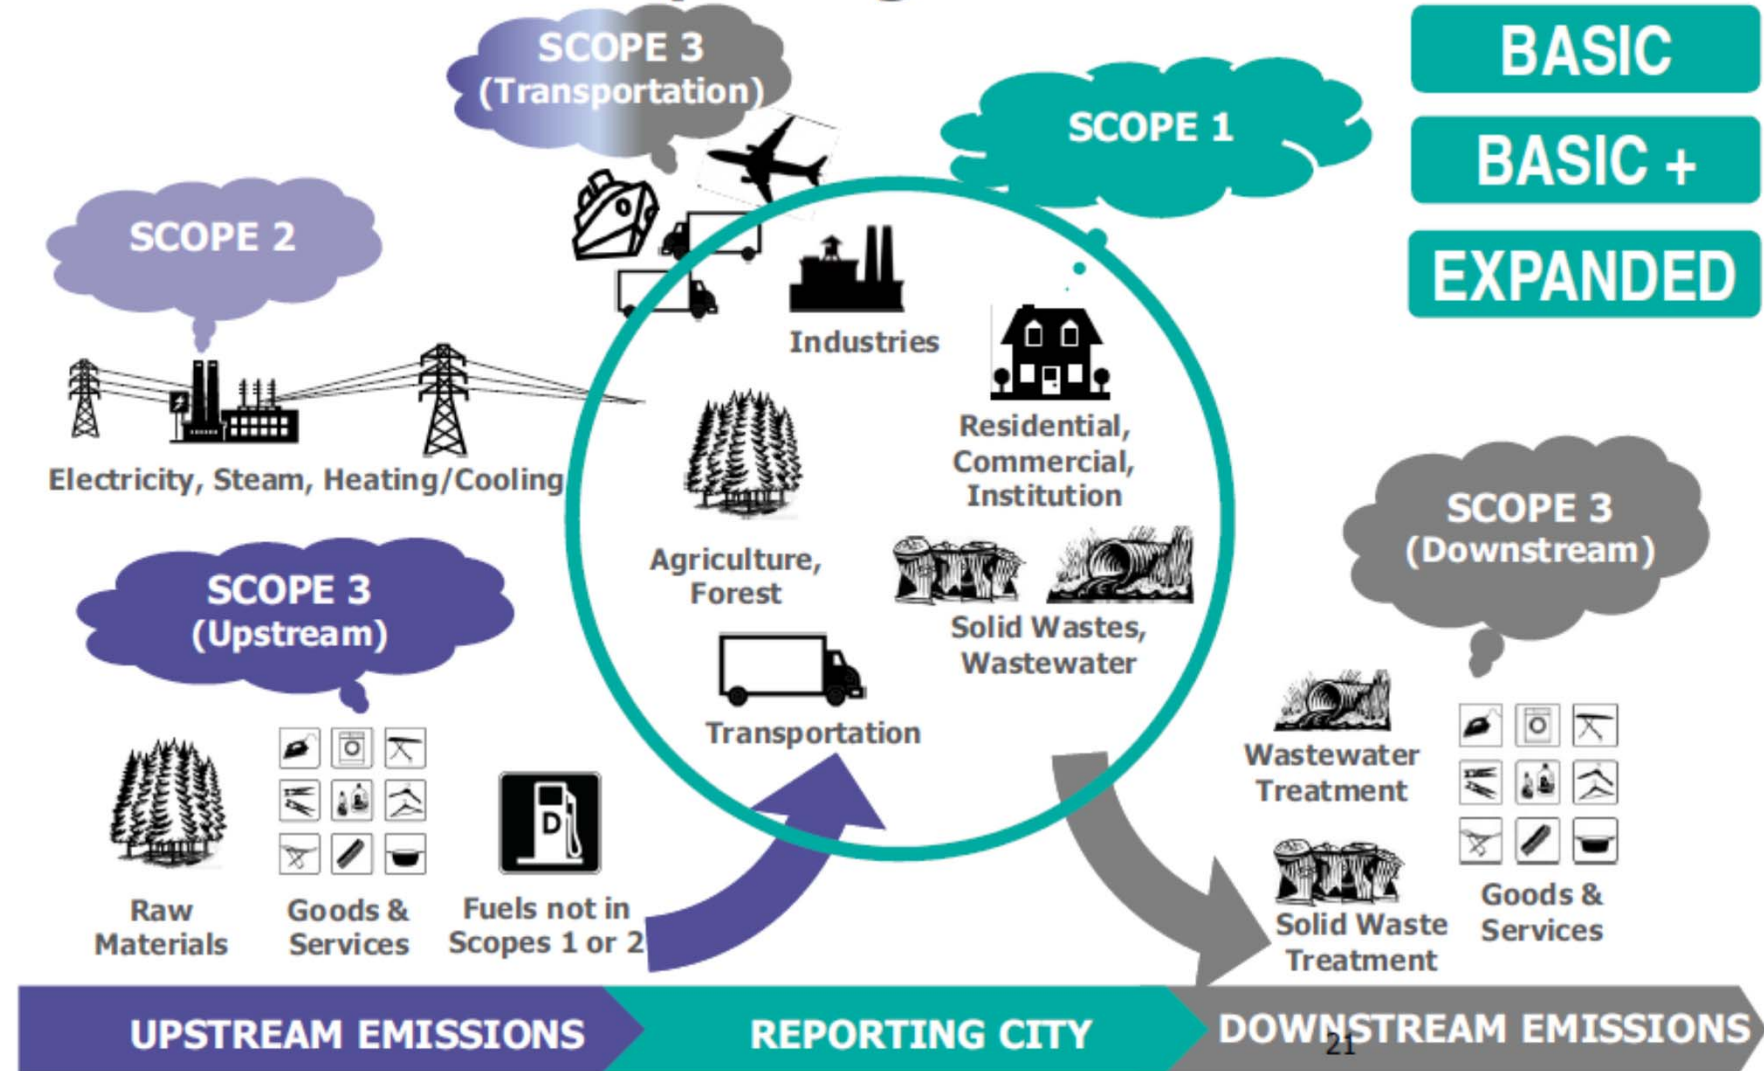 SCOPE 3
(Transportation)
SCOPE 1
BASIC
BASIC +
EXPANDED
SCOPE 2
Industries
Electricity, Steam, Heating/Cooling
Residential,
Commercial,
Institution
Agriculture,
Forest
Solid Wastes,
Wastewater
Transportation
SCOPE 3
(Upstream)
SCOPE 3
(Downstream)
Raw
Materials
Goods &
Services
D
Fuels not in
Scopes 1 or 2
Wastewater
Treatment
Solid Waste
Treatment
Goods &
Services
UPSTREAM EMISSIONS
REPORTING CITY
DOWNSTREAM EMISSIONS
21